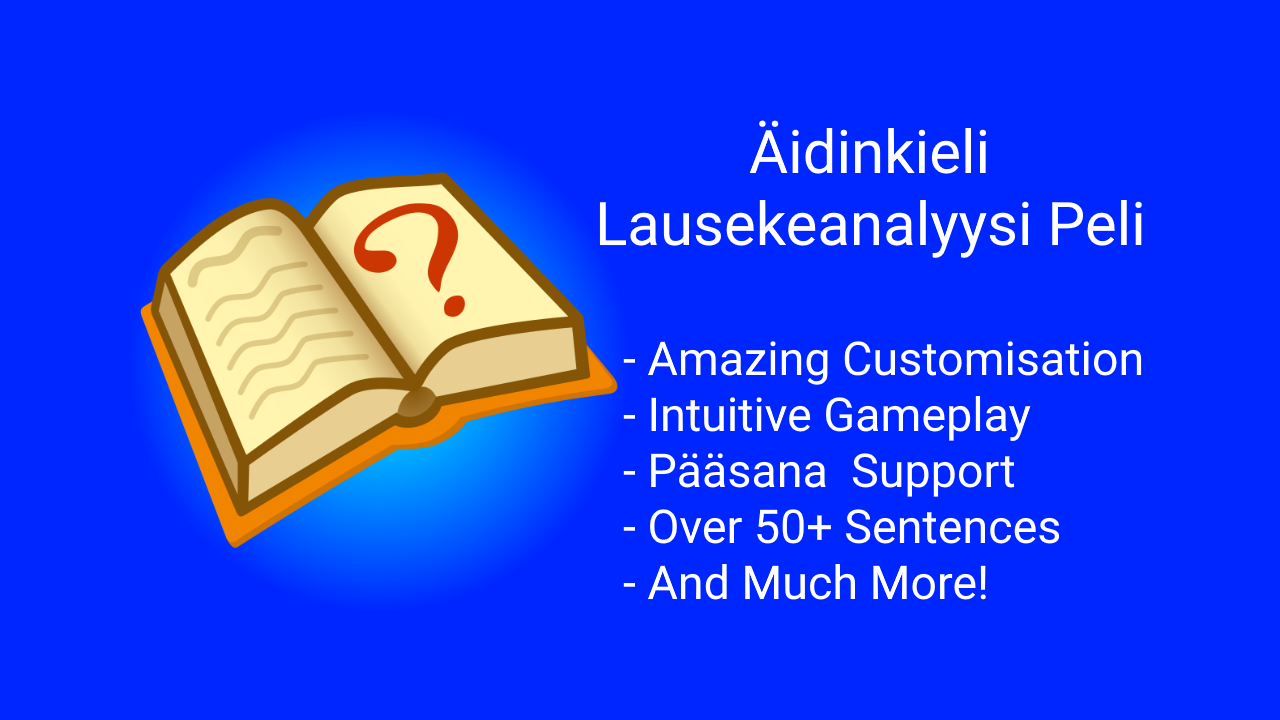 Äidinkieli
Lausekeanalyysi Peli
- Amazing Customisation
- Intuitive Gameplay
- Pääsana  Support
- Over 50+ Sentences
- And Much More!
?